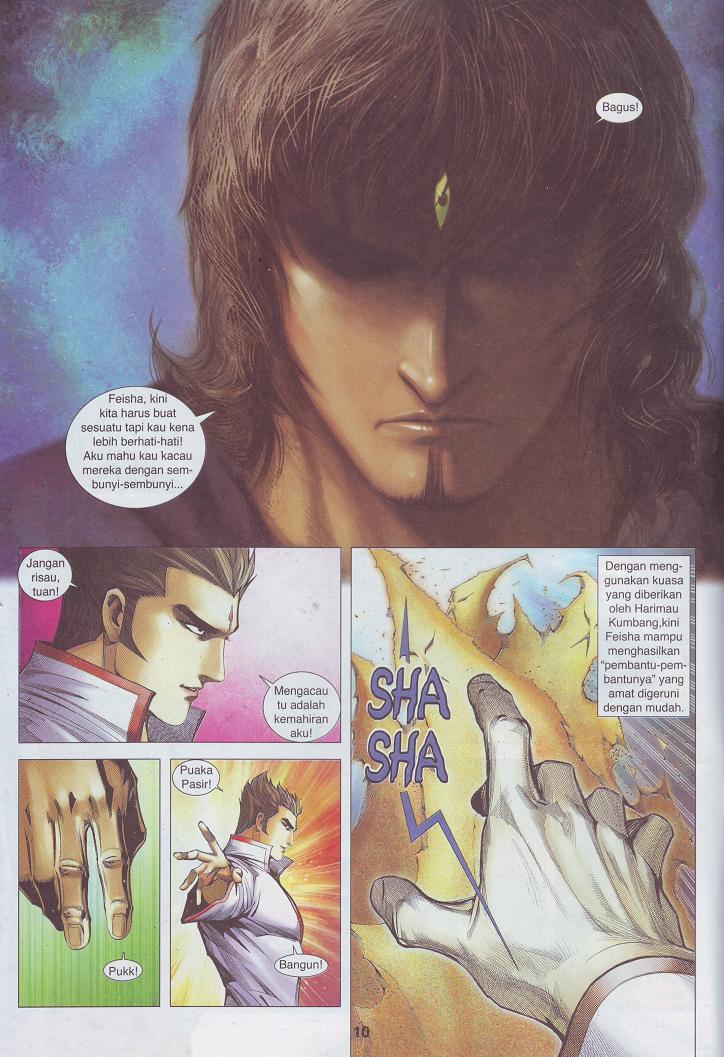 Bagus!
Feisha, kini
kita harus buat
sesuatu tapi kau kena
lebih berhati-hati!
Aku mahu kau kacau
mereka dengan sem-
bunyi-sembunyi...
Jangan
risau,
tuan!
Mengacau
tu adalah
kemahiran
aku!
Dengan meng-
gunakan kuasa
yang diberikan
oleh Harimau
Kumbang,kini
Feisha mampu
menghasilkan
“pembantu-pem-
bantunya” yang
amat digeruni
dengan mudah.
SHA
SHA
Pukk!
Puaka
Pasir!
Bangun!
10